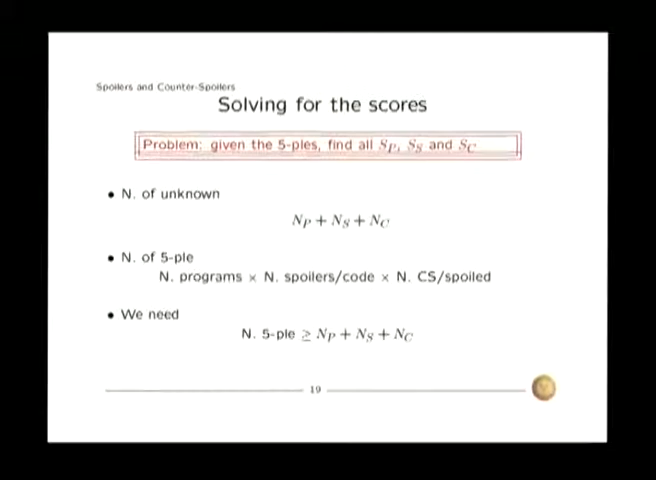 Spoilers and Counter-Spoilers
Solving for the scores
Problem: given the 5-ples, find all S_P, S_S and S_C
• N. of unknown
N_P + N_S + N_C
• N. of 5-ple
N. programs × N. spoilers/code × N. CS/spoiled
• We need
N. 5-ple ≥ N_P + N_S + N_C
19